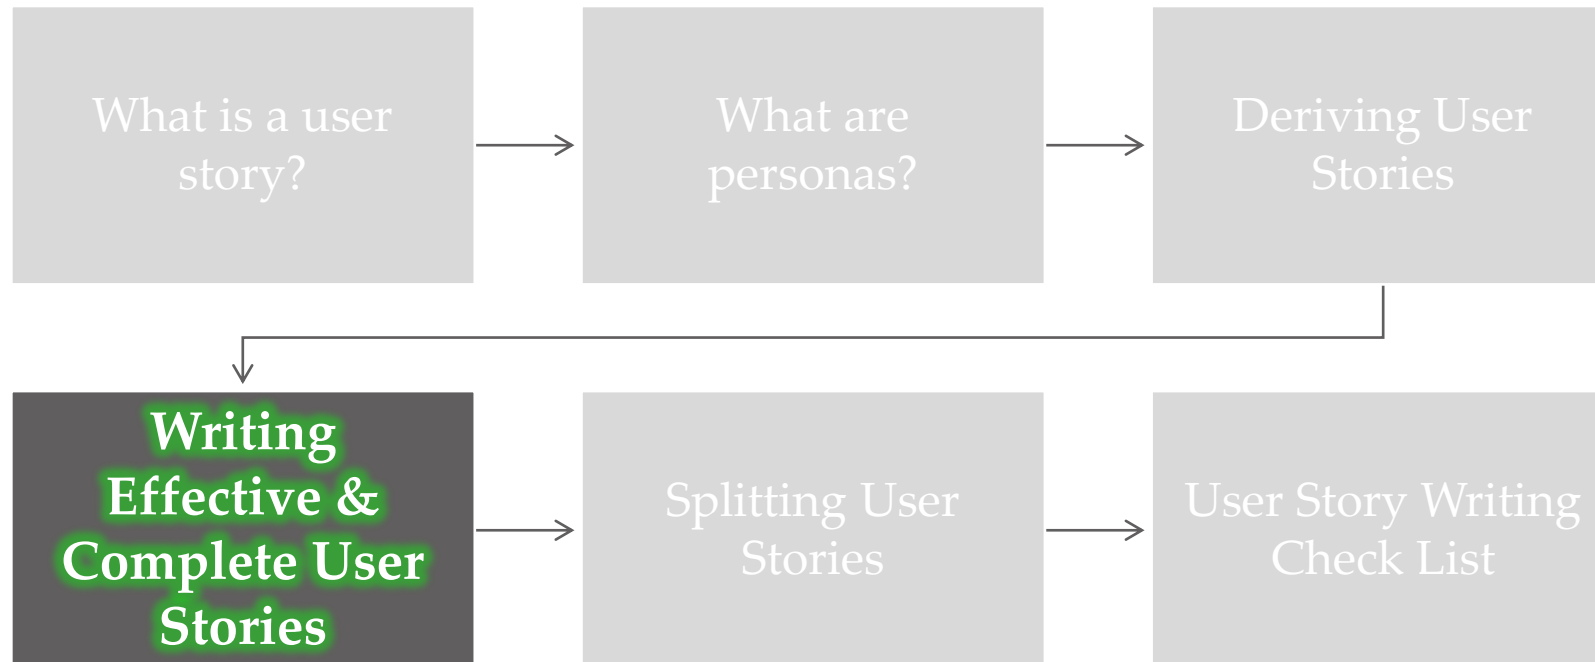 What is a user
story?
What are
personas?
Deriving User
Stories
Writing
Effective &
Complete User
Stories
Splitting User
Stories
User Story Writing
Check List